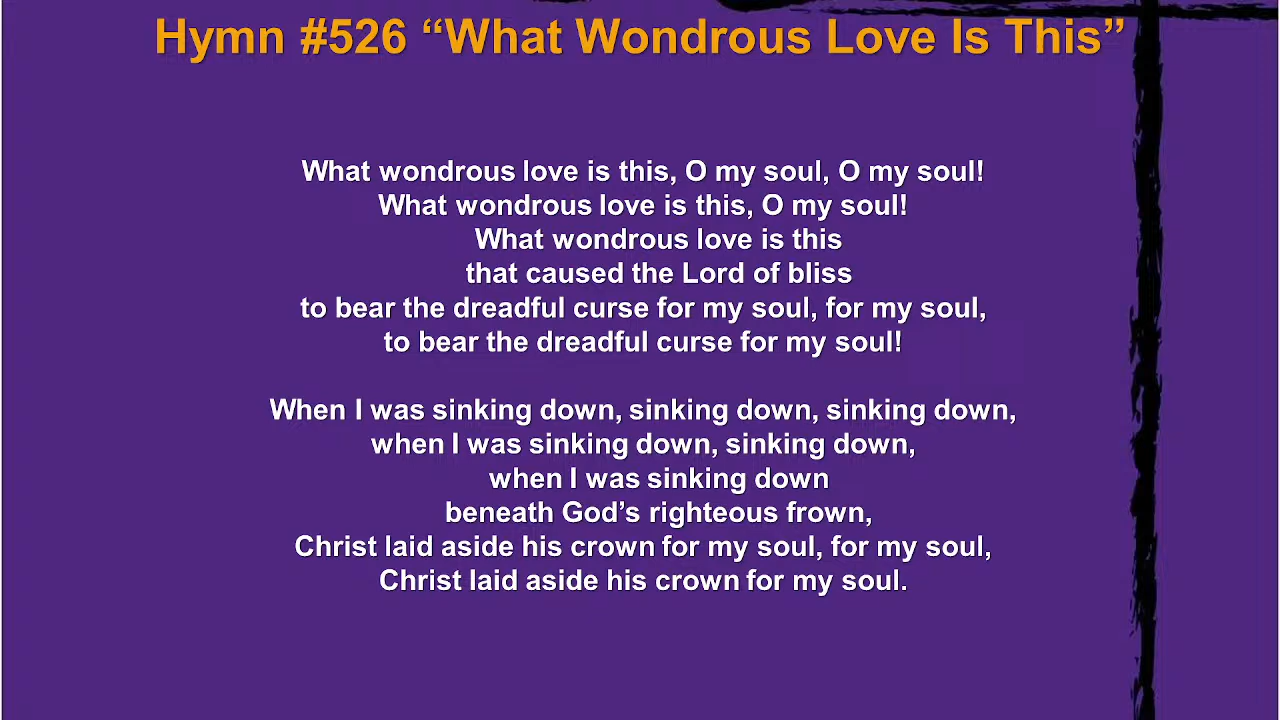 Hymn #526 “What Wondrous Love Is This”
What wondrous love is this, O my soul, O my soul!
What wondrous love is this, O my soul!
What wondrous love is this
that caused the Lord of bliss
to bear the dreadful curse for my soul, for my soul,
to bear the dreadful curse for my soul!
When I was sinking down, sinking down, sinking down,
when I was sinking down, sinking down,
when I was sinking down
beneath God’s righteous frown,
Christ laid aside his crown for my soul, for my soul,
Christ laid aside his crown for my soul.